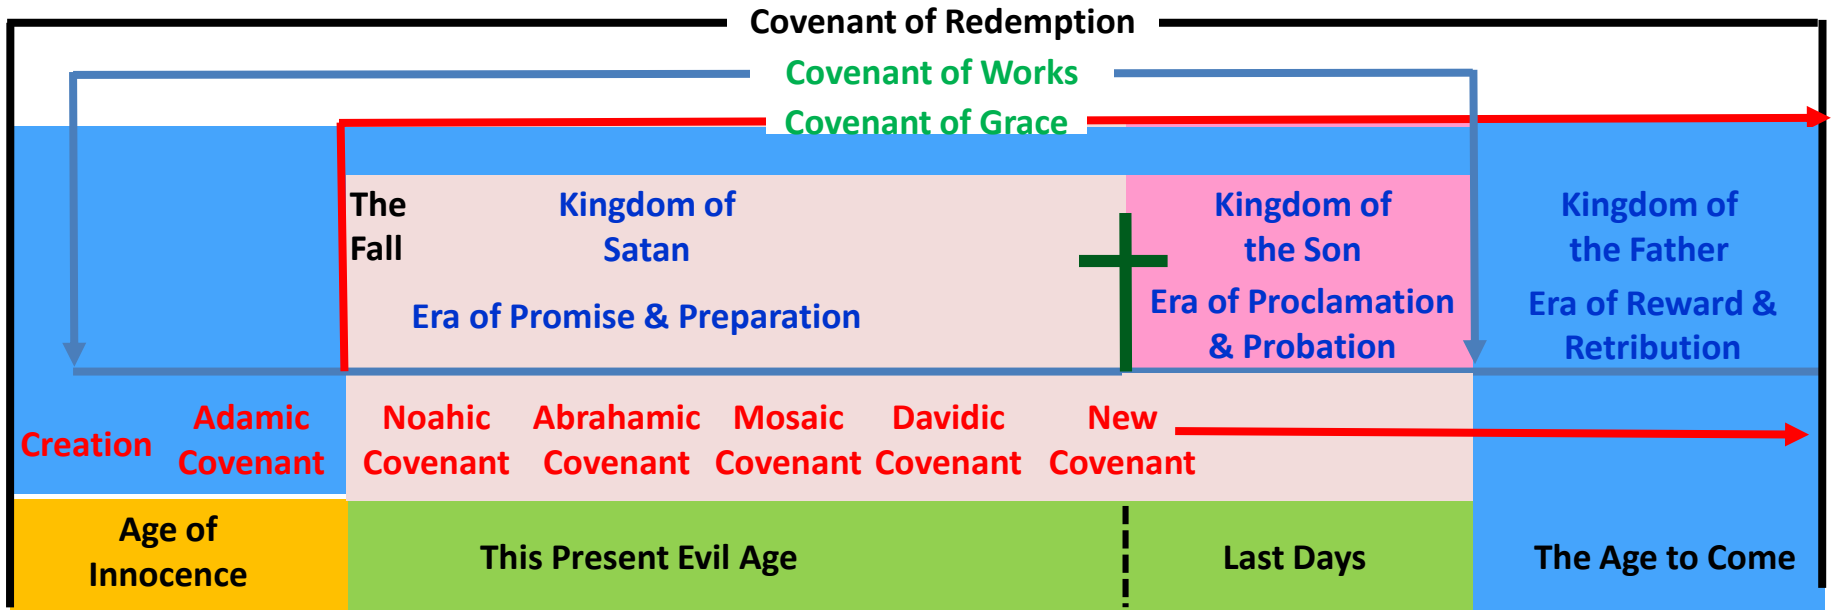 Covenant of Redemption
Covenant of Works
Covenant of Grace
The
Fall
Kingdom of
Satan
Era of Promise & Preparation
Kingdom of
the Son
Era of Proclamation
& Probation
Kingdom of
the Father
Era of Reward &
Retribution
Creation
Adamic
Covenant
Noahic
Covenant
Abrahamic
Covenant
Mosaic
Covenant
Davidic
Covenant
New
Covenant
Age of
Innocence
This Present Evil Age
Last Days
The Age to Come